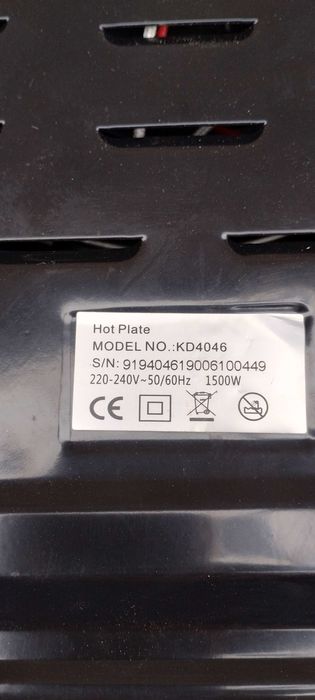 Hot Plate
MODEL NO.:KD4046
S/N: 919404619006100449
220-240V~50/60Hz 1500W
CE